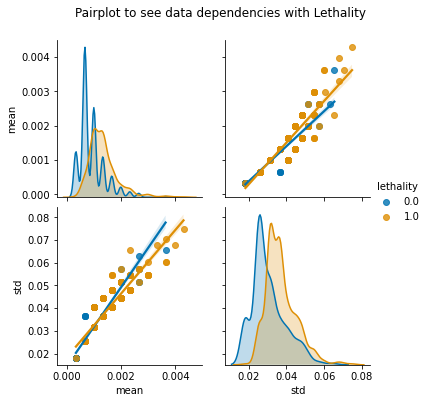 Pairplot to see data dependencies with Lethality
0.004
0.003
0.002
0.001
0.000
mean
lethality
0.0
1.0
0.08
0.07
0.06
0.05
0.04
0.03
0.02
std
0.000 0.002 0.004
mean
0.02 0.04 0.06 0.08
std